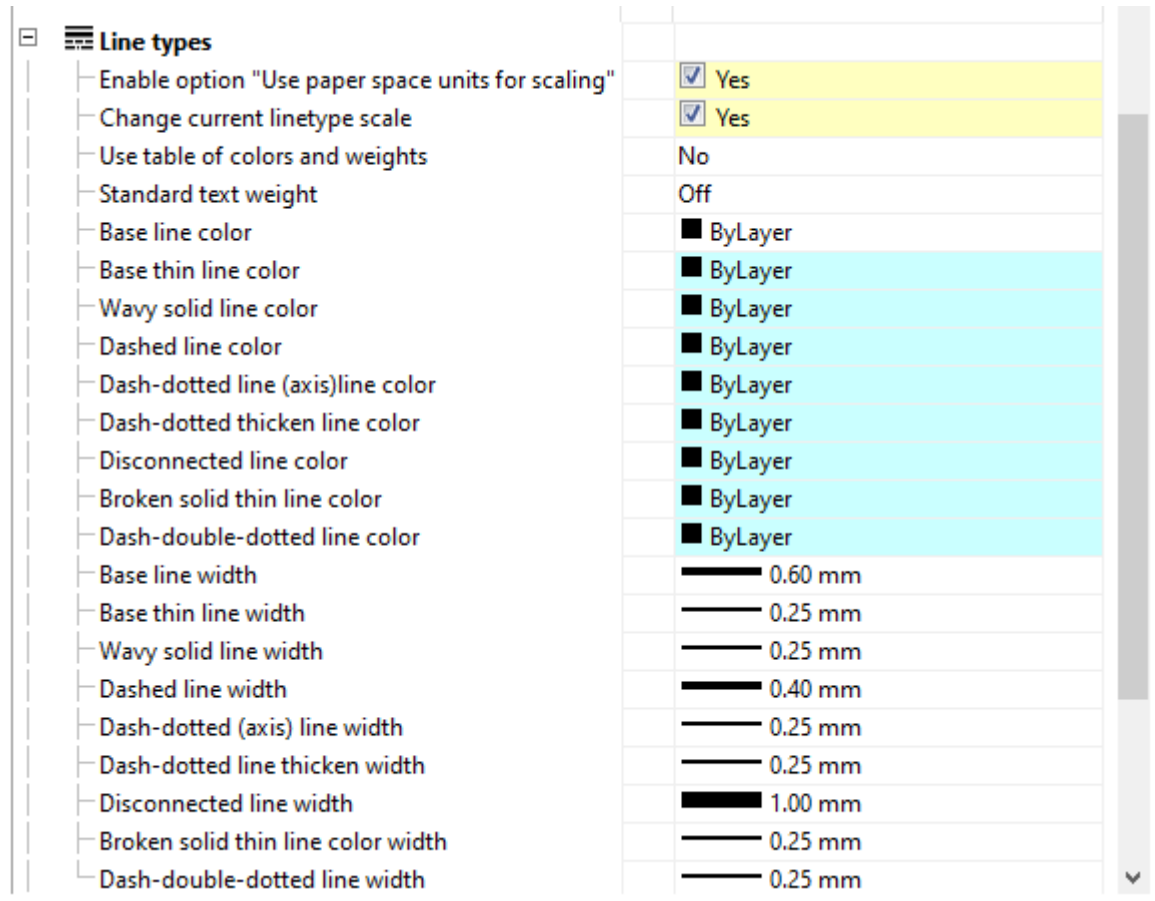 Line types
Enable option "Use paper space units for scaling" Yes
Change current linetype scale Yes
Use table of colors and weights No
Standard text weight Off
Base line color ByLayer
Base thin line color ByLayer
Wavy solid line color ByLayer
Dashed line color ByLayer
Dash-dotted line (axis)line color ByLayer
Dash-dotted thicken line color ByLayer
Disconnected line color ByLayer
Broken solid thin line color ByLayer
Dash-double-dotted line color ByLayer
Base line width 0.60 mm
Base thin line width 0.25 mm
Wavy solid line width 0.25 mm
Dashed line width 0.40 mm
Dash-dotted (axis) line width 0.25 mm
Dash-dotted line thicken width 0.25 mm
Disconnected line width 1.00 mm
Broken solid thin line color width 0.25 mm
Dash-double-dotted line width 0.25 mm